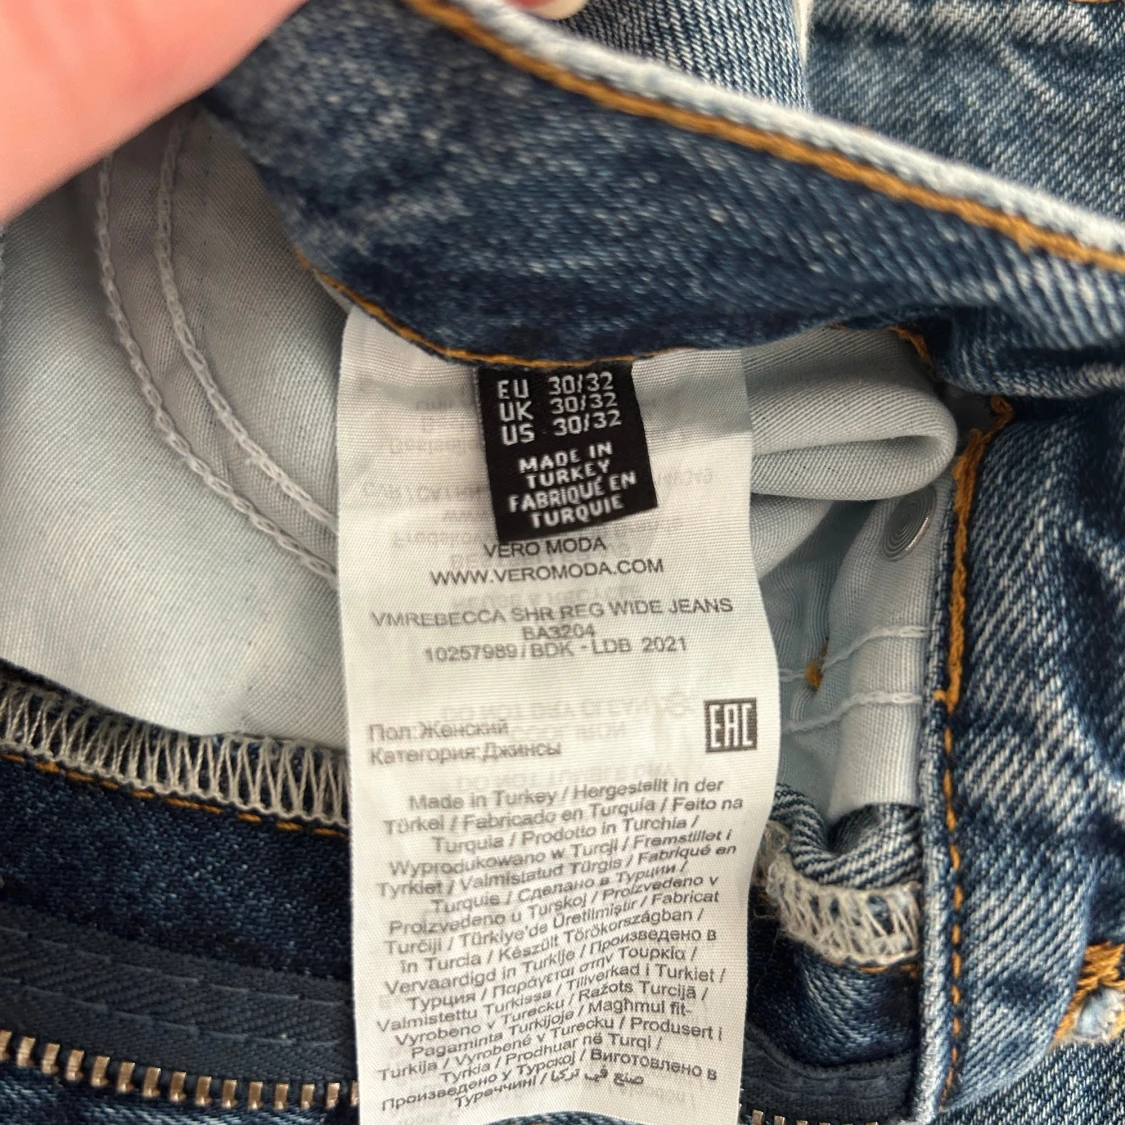 EU 30/32
UK 30/32
US 30/32
MADE IN
TURKEY
FABRIQUÉ EN
TURQUIE
VERO MODA
WWW.VEROMODA.COM
VMREBECCA SHR REG WIDE JEANS
BA3204
10257989/BDK - LDB 2021
Пол:Женский
Категория:Джинсы
EAC
Made in Turkey / Hergestellt in der
Türkei / Fabricado en Turquía / Feito na
Turquia / Prodotto in Turchia /
Wyprodukowano w Turcji / Fremstillet i
Tyrkiet / Valmistatud Türgis / Fabriqué en
Turquie / Сделано в Турции /
Proizvedeno u Turskoj / Proizvedeno v
Turčiji / Türkiye'de Üretilmiştir / Fabricat
în Turcia / Készült Törökországban /
Vervaardigd in Turkije / Произведено в
Турция / Παράγεται στην Τουρκία /
Valmistettu Turkissa / Tillverkad i Turkiet /
Vyrobeno v Turecku / Ražots Turcijā /
Pagaminta Turkijoje / Maghmul fit-
Turkija / Vyrobené v Turecku / Produsert i
Tyrkia / Prodhuar në Turqi /
Произведено у Турској / Виготовлено в
Туреччині / صنع في تركيا